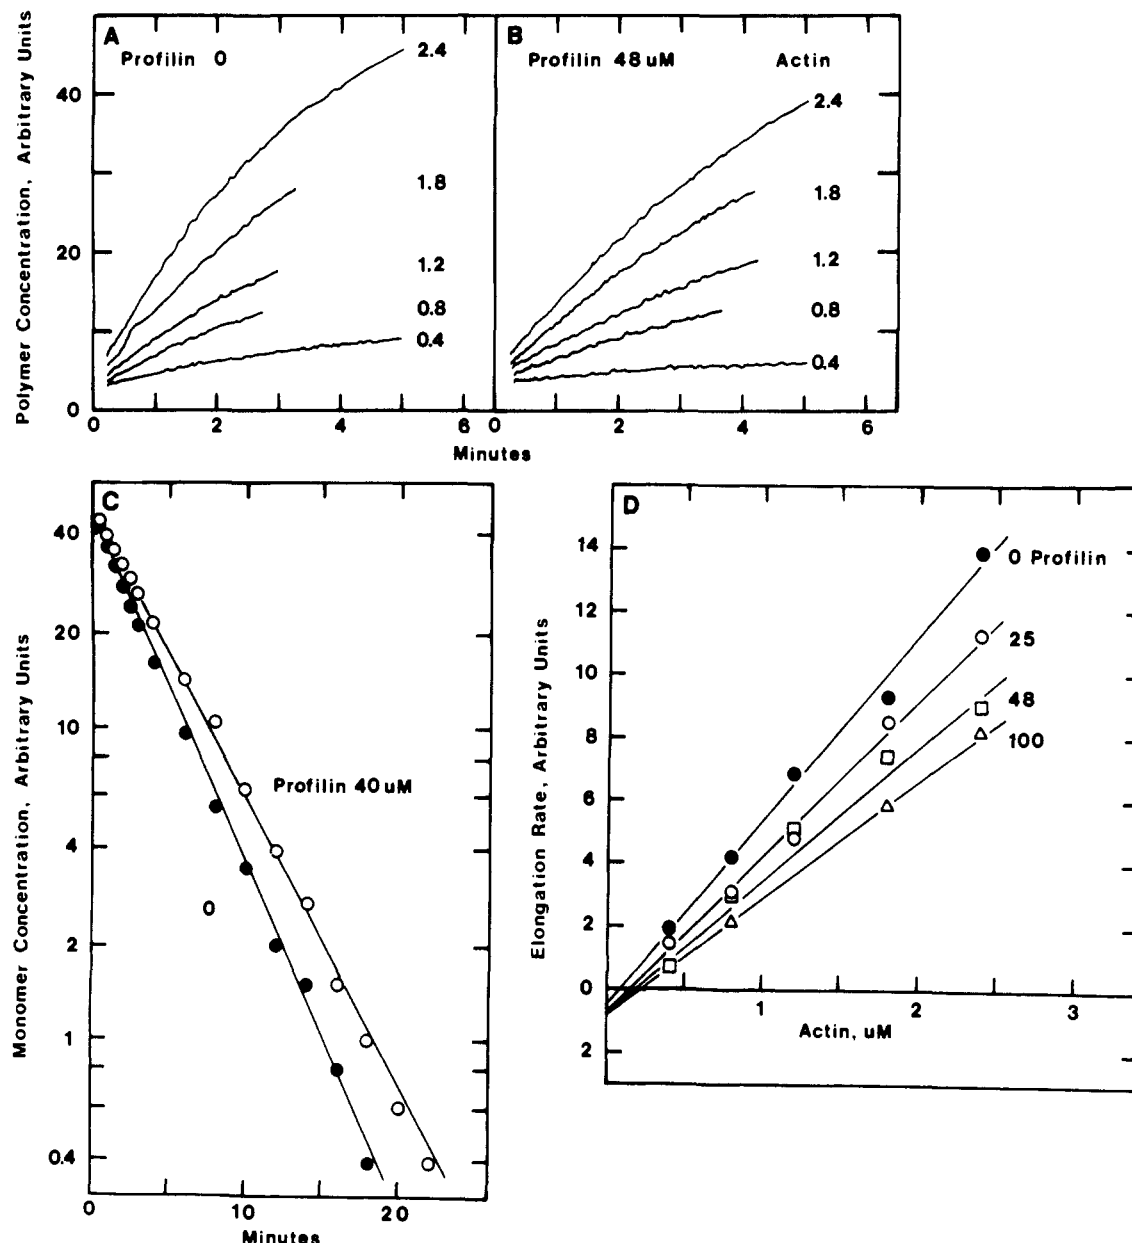 A
Profilin 0
2.4
1.8
1.2
0.8
0.4
40
20
0
0 2 4 6
Polymer Concentration, Arbitrary Units
B
Profilin 48 uM Actin
2.4
1.8
1.2
0.8
0.4
0 2 4 6
Minutes
C
40
20
10
4
2
1
0.4
Profilin 40 uM
0
0 10 20
Minutes
Monomer Concentration, Arbitrary Units
D
14
12
10
8
6
4
2
0
2
0 Profilin
25
48
100
1 2 3
Actin, uM
Elongation Rate, Arbitrary Units